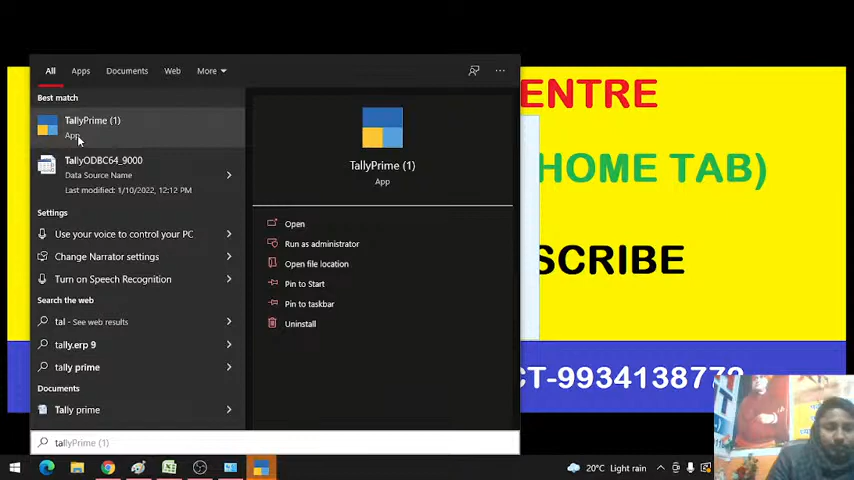 All Apps Documents Web More
Best match
TallyPrime (1)
App
TallyODBC64_9000
Data Source Name
Last modified: 1/10/2022, 12:12 PM
Settings
Use your voice to control your PC
Change Narrator settings
Turn on Speech Recognition
Search the web
tal - See web results
tally.erp 9
tally prime
Documents
Tally prime
tallyPrime (1)
TallyPrime (1)
App
Open
Run as administrator
Open file location
Pin to Start
Pin to taskbar
Uninstall
ENTRE
HOME TAB)
SCRIBE
CT-9934138772
20°C Light rain